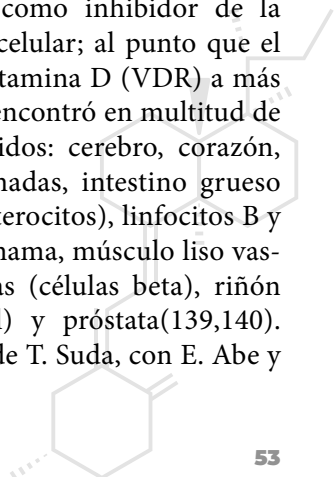 como inhibidor de la
celular; al punto que el
tamina D (VDR) a más
encontró en multitud de
idos: cerebro, corazón,
nadas, intestino grueso
terocitos), linfocitos B y
nama, músculo liso vas-
as (células beta), riñón
l) y próstata(139,140).
de T. Suda, con E. Abe y
53